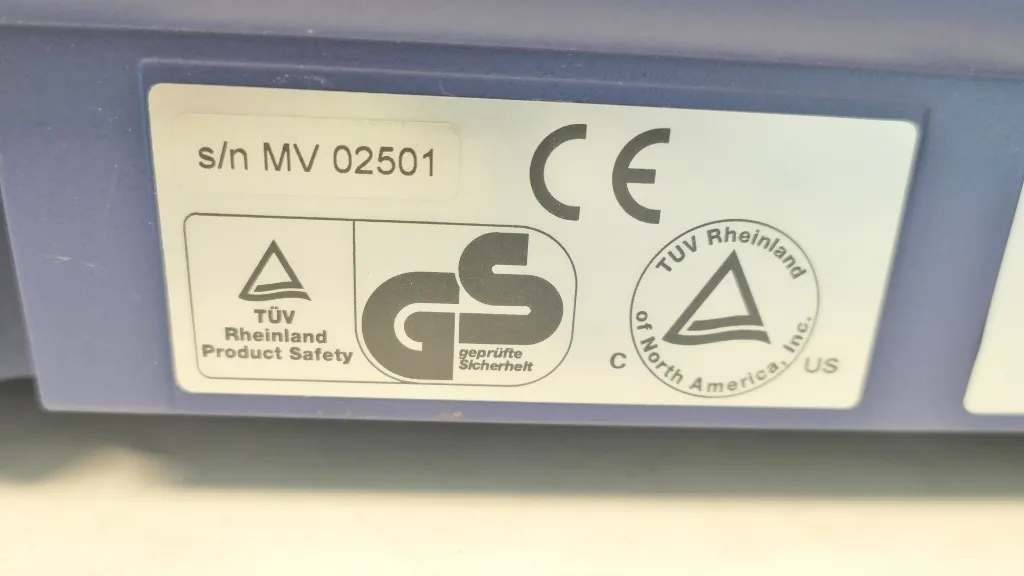 s/n MV 02501
CE
TÜV
Rheinland
Product Safety
GS
geprüfte
Sicherheit
TUV Rheinland
of North America, Inc.
C
US